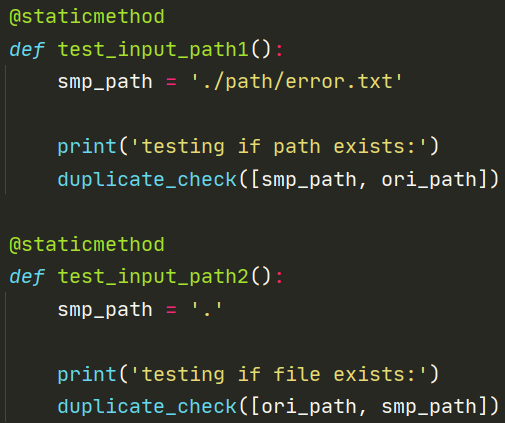 @staticmethod
def test_input_path1():
    smp_path = './path/error.txt'

    print('testing if path exists:')
    duplicate_check([smp_path, ori_path])

@staticmethod
def test_input_path2():
    smp_path = '.'

    print('testing if file exists:')
    duplicate_check([ori_path, smp_path])